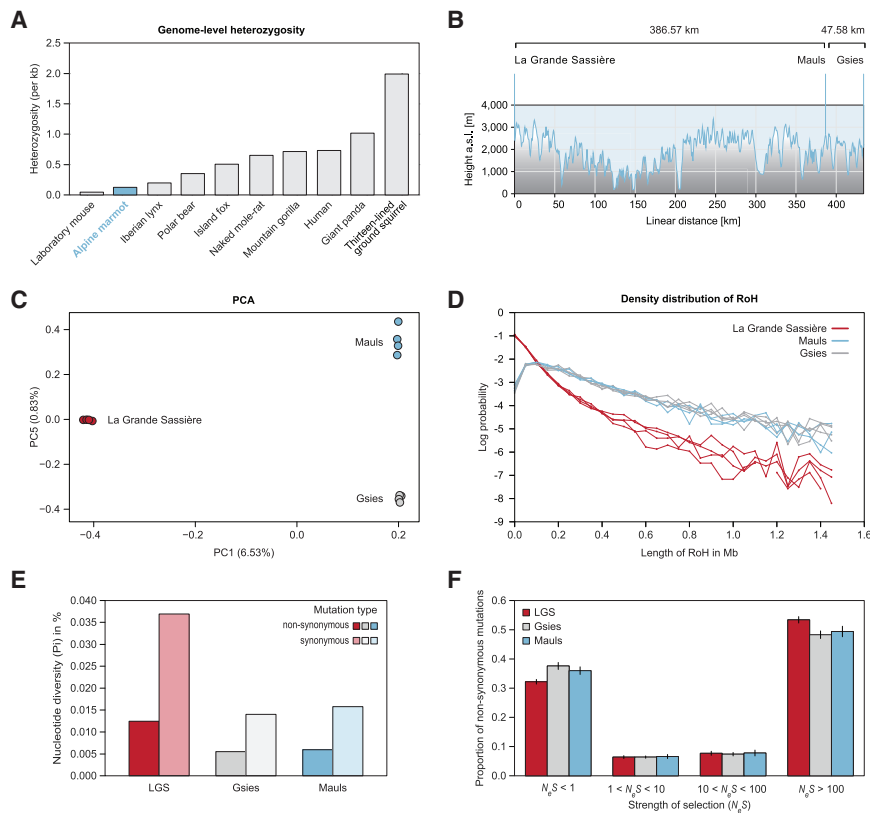 A
Genome-level heterozygosity
Heterozygosity (per kb)
2.5
2.0
1.5
1.0
0.5
0.0
Laboratory mouse
Alpine marmot
Iberian lynx
Polar bear
Island fox
Naked mole-rat
Mountain gorilla
Human
Giant panda
Thirteen-lined
ground squirrel
B
386.57 km
47.58 km
La Grande Sassière
Mauls
Gsies
Height a.s.l. [m]
4,000
3,000
2,000
1,000
0
0 50 100 150 200 250 300 350 400
Linear distance [km]
C
PCA
PC5 (0.83%)
0.4
0.2
0.0
−0.2
−0.4
Mauls
La Grande Sassière
Gsies
−0.4 −0.2 0.0 0.2
PC1 (6.53%)
D
Density distribution of RoH
Log probability
0
-1
-2
-3
-4
-5
-6
-7
-8
-9
La Grande Sassière
Mauls
Gsies
0.0 0.2 0.4 0.6 0.8 1.0 1.2 1.4 1.6
Length of RoH in Mb
E
Nucleotide diversity (Pi) in %
0.040
0.035
0.030
0.025
0.020
0.015
0.010
0.005
0.000
Mutation type
non-synonymous
synonymous
LGS Gsies Mauls
F
Proportion of non-synonymous mutations
0.6
0.5
0.4
0.3
0.2
0.1
0.0
LGS
Gsies
Mauls
NeS < 1 1 < NeS < 10 10 < NeS < 100 NeS > 100
Strength of selection (NeS)